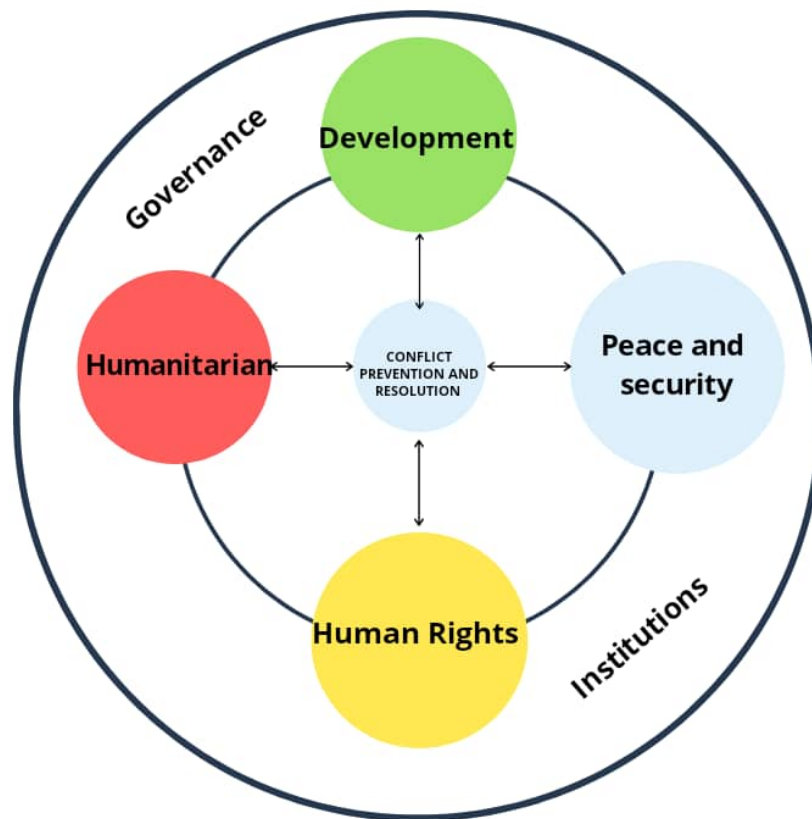 Governance
Development
Humanitarian
CONFLICT
PREVENTION AND
RESOLUTION
Peace and
security
Human Rights
Institutions